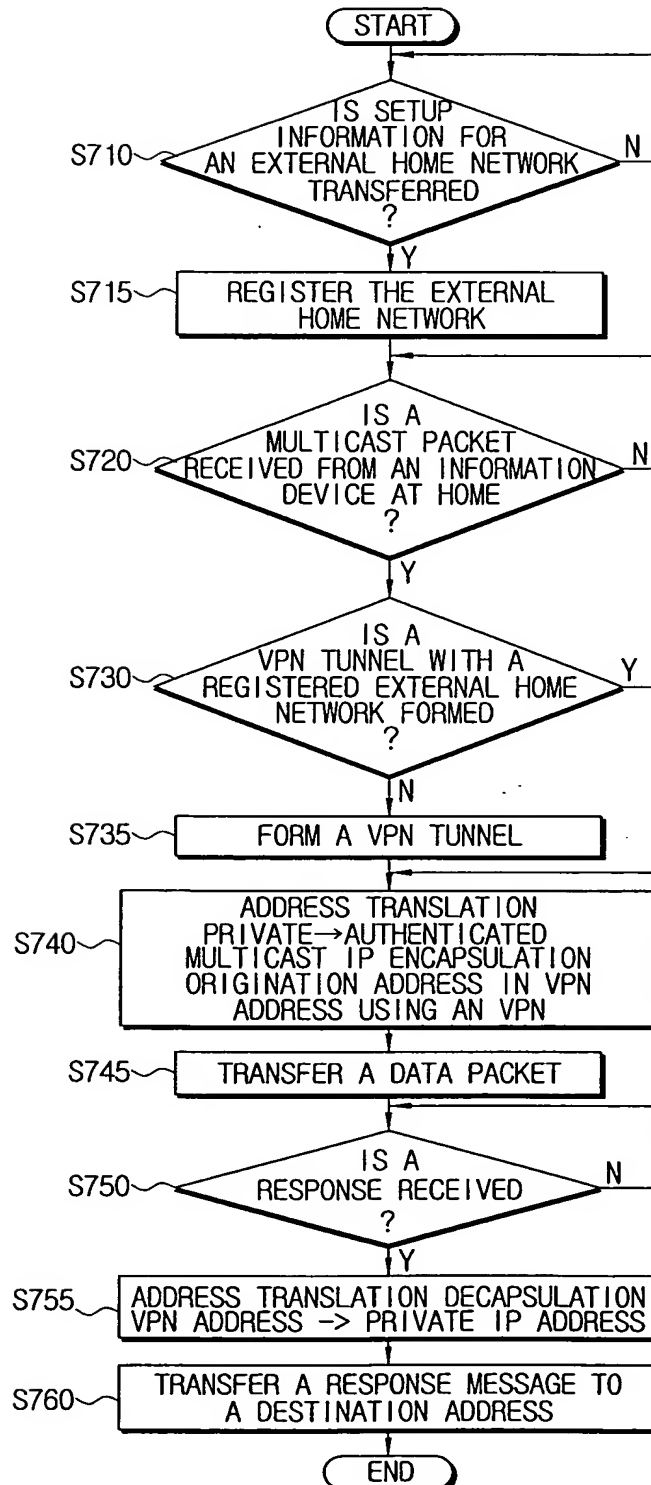 START
S710
IS SETUP
INFORMATION FOR
AN EXTERNAL HOME NETWORK
TRANSFERRED
?
N
Y
S715
REGISTER THE EXTERNAL
HOME NETWORK
S720
IS A
MULTICAST PACKET
RECEIVED FROM AN INFORMATION
DEVICE AT HOME
?
N
Y
S730
IS A
VPN TUNNEL WITH A
REGISTERED EXTERNAL HOME
NETWORK FORMED
?
Y
N
S735
FORM A VPN TUNNEL
S740
ADDRESS TRANSLATION
PRIVATE→AUTHENTICATED
MULTICAST IP ENCAPSULATION
ORIGINATION ADDRESS IN VPN
ADDRESS USING AN VPN
S745
TRANSFER A DATA PACKET
S750
IS A
RESPONSE RECEIVED
?
N
Y
S755
ADDRESS TRANSLATION DECAPSULATION
VPN ADDRESS -> PRIVATE IP ADDRESS
S760
TRANSFER A RESPONSE MESSAGE TO
A DESTINATION ADDRESS
END